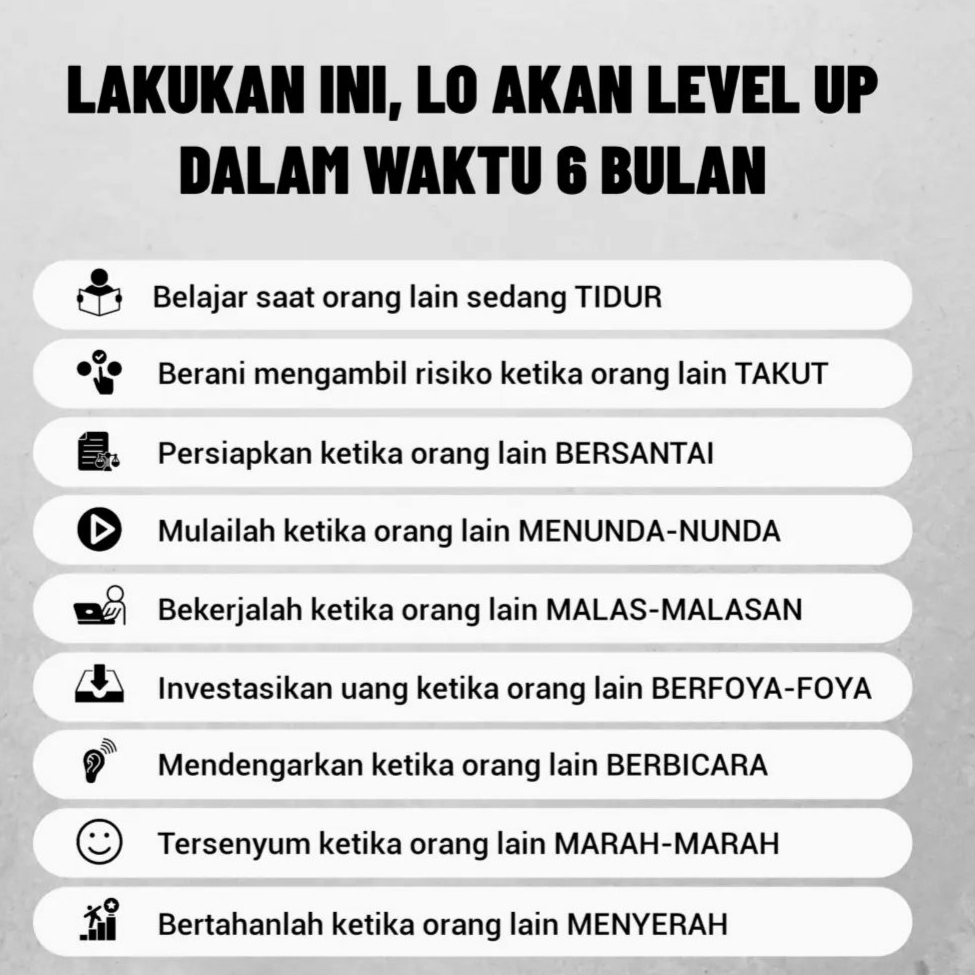 LAKUKAN INI, LO AKAN LEVEL UP
DALAM WAKTU 6 BULAN
Belajar saat orang lain sedang TIDUR
Berani mengambil risiko ketika orang lain TAKUT
Persiapkan ketika orang lain BERSANTAI
Mulailah ketika orang lain MENUNDA-NUNDA
Bekerjalah ketika orang lain MALAS-MALASAN
Investasikan uang ketika orang lain BERFOYA-FOYA
Mendengarkan ketika orang lain BERBICARA
Tersenyum ketika orang lain MARAH-MARAH
Bertahanlah ketika orang lain MENYERAH